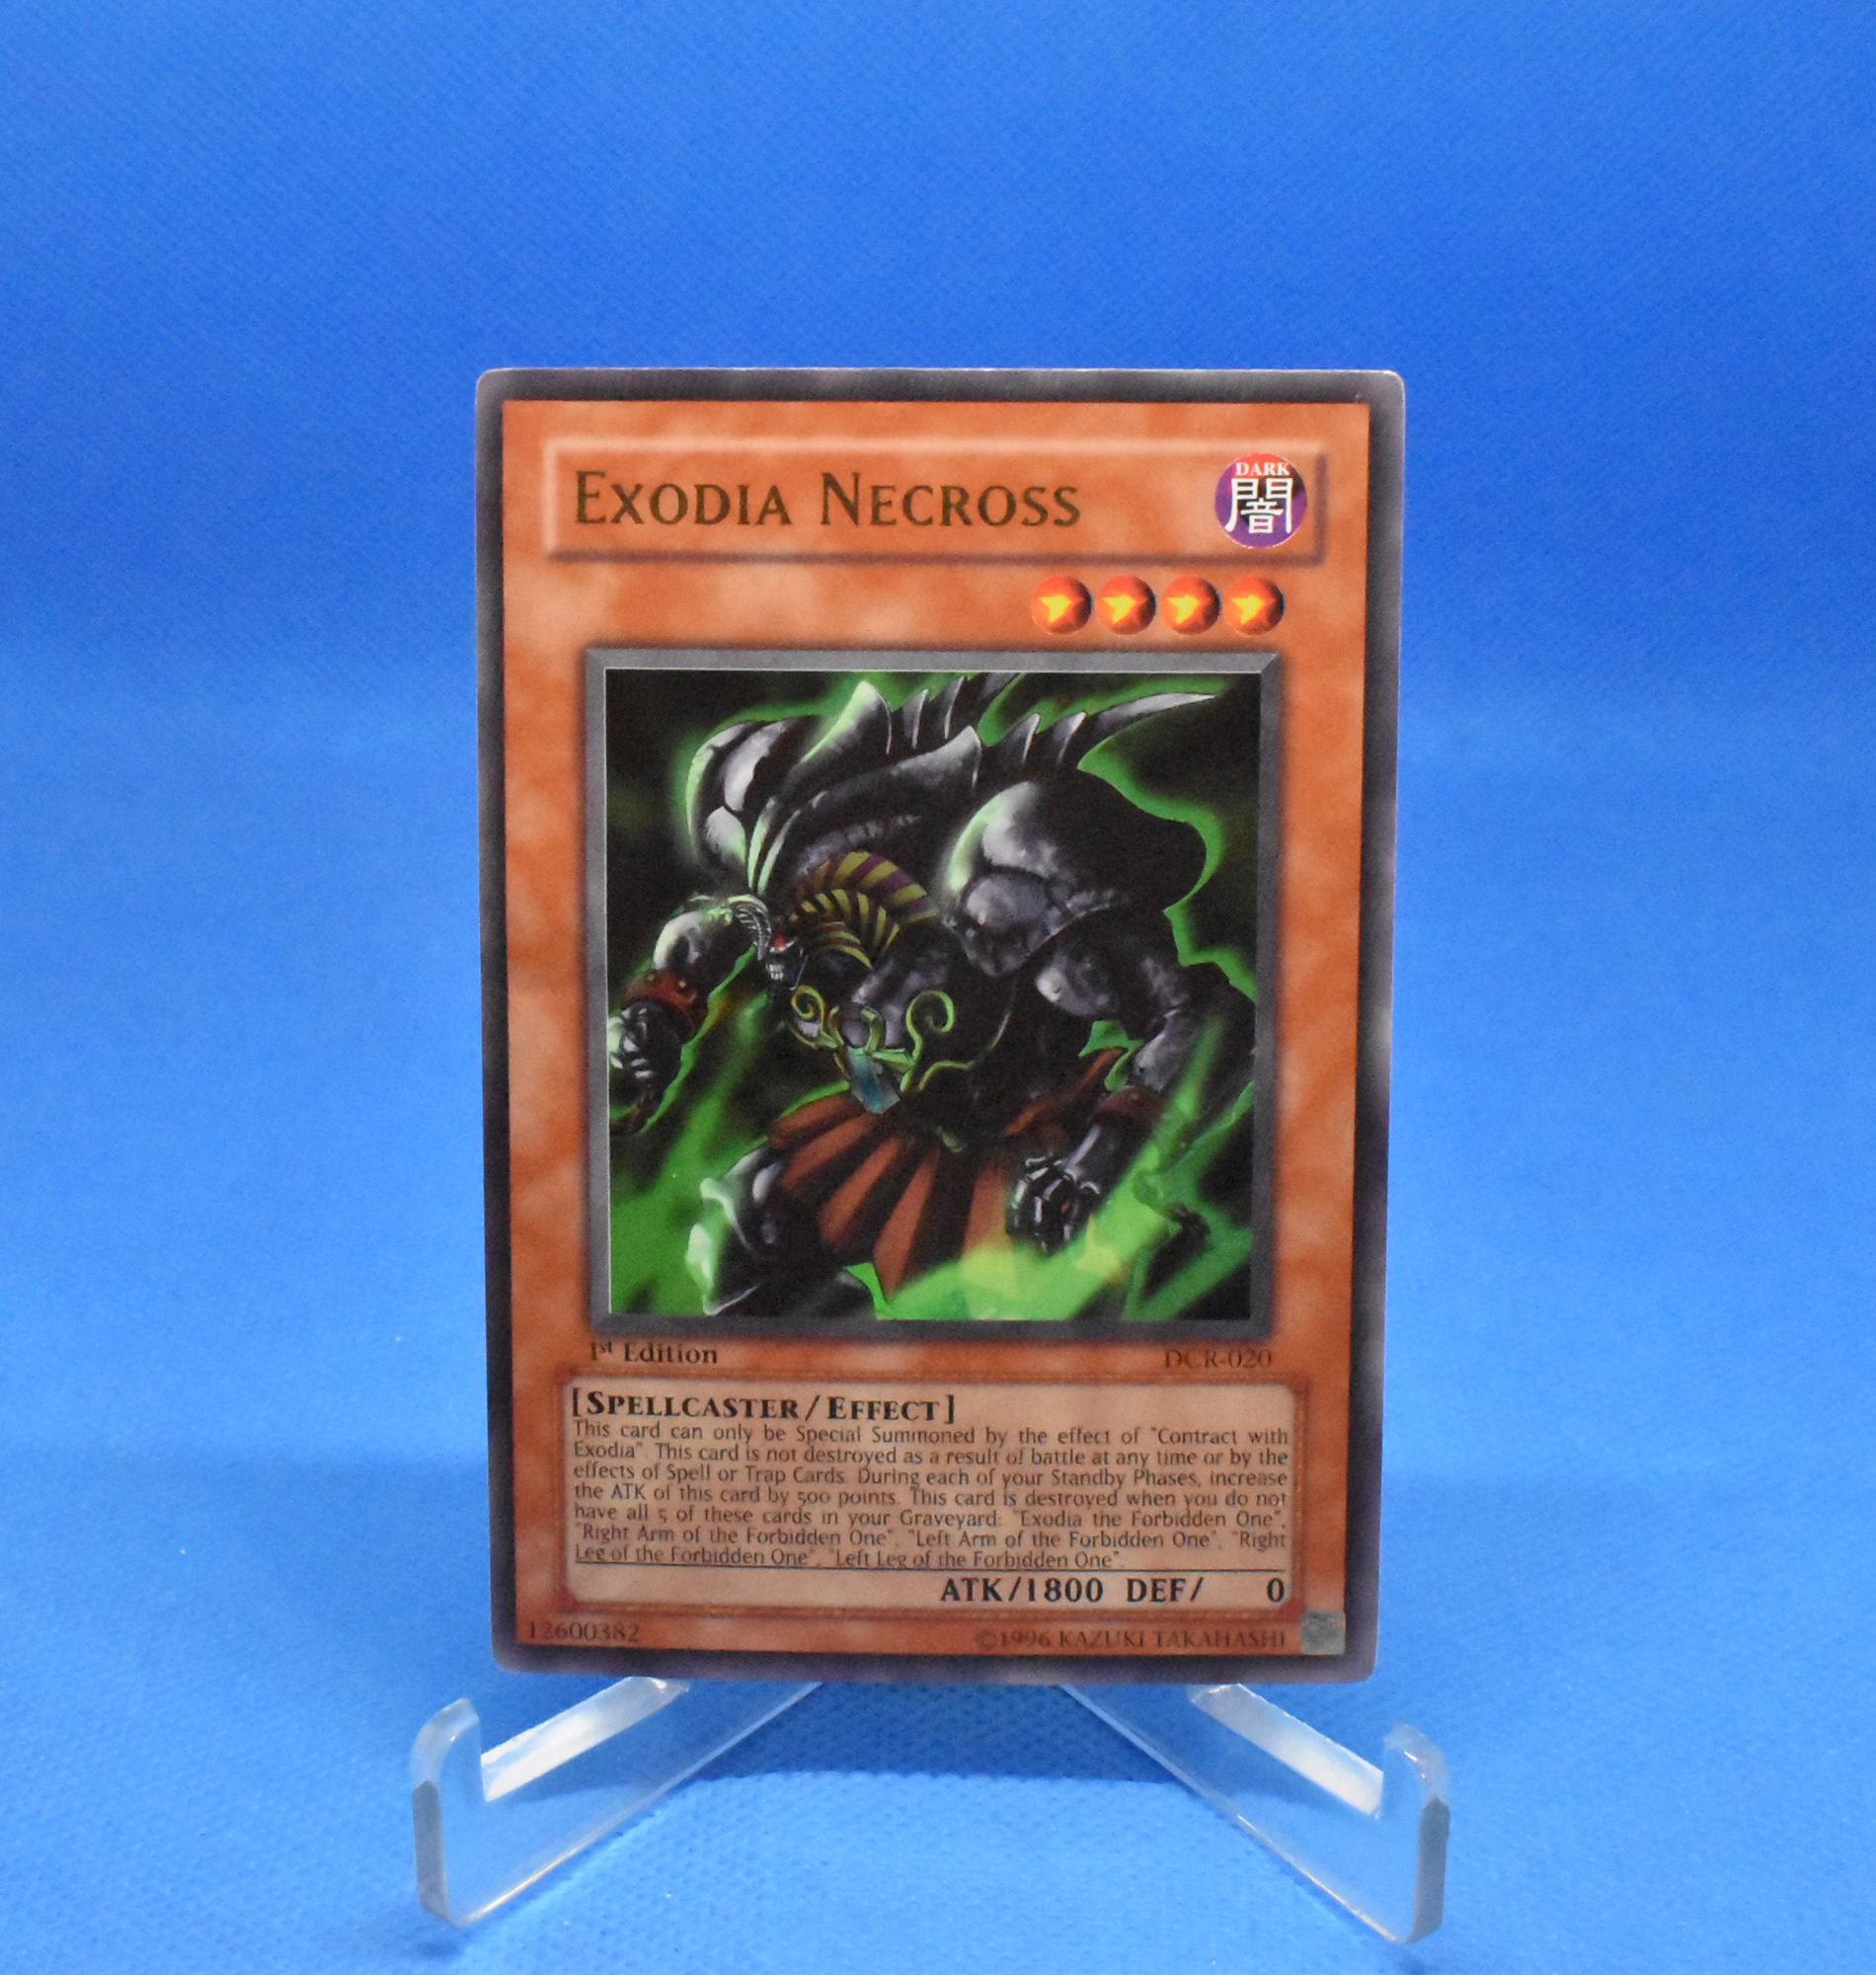 EXODIA NECROSS
DARK
闇
1st Edition
DCR-020
[SPELLCASTER/EFFECT]
This card can only be Special Summoned by the effect of "Contract with
Exodia". This card is not destroyed as a result of battle at any time or by the
effects of Spell or Trap Cards. During each of your Standby Phases, increase
the ATK of this card by 500 points. This card is destroyed when you do not
have all 5 of these cards in your Graveyard: "Exodia the Forbidden One",
"Right Arm of the Forbidden One", "Left Arm of the Forbidden One", "Right
Leg of the Forbidden One", "Left Leg of the Forbidden One".
ATK/1800 DEF/ 0
12600382
©1996 KAZUKI TAKAHASHI